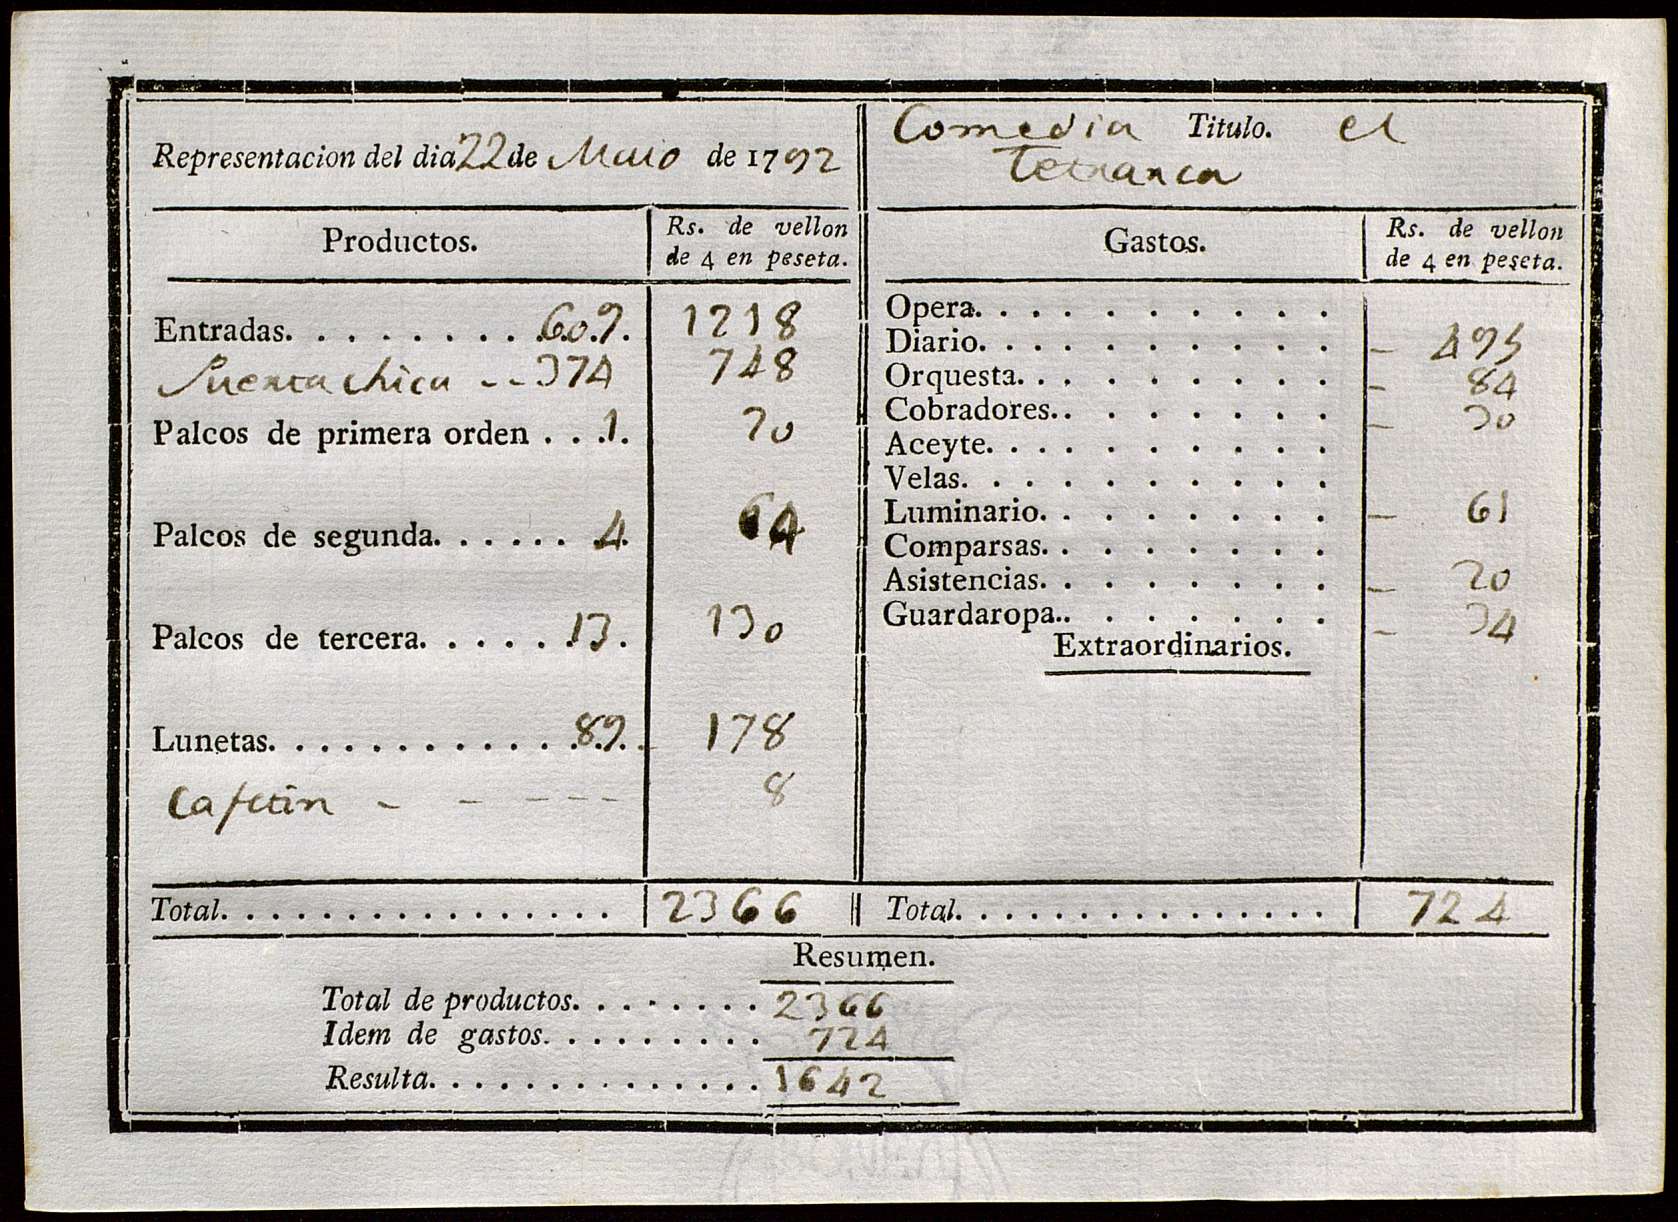 Representacion del dia 22 de Maio de 1792
Comedia Titulo. el
Tetrarca
Productos. Rs. de vellon
de 4 en peseta.
Entradas. . . . . . . . . 609. 1218
Puerta chica - - 374 748
Palcos de primera orden . . . 1. 20
Palcos de segunda. . . . . . 4. 64
Palcos de tercera. . . . . . 13. 130
Lunetas. . . . . . . . . . . . . 89. 178
Cafetin - - - - - 8
Total. . . . . . . . . . . . . . . . 2366
Gastos. Rs. de vellon
de 4 en peseta.
Opera. . . . . . . . . . .
Diario. . . . . . . . . . . - 495
Orquesta. . . . . . . . . . - 84
Cobradores. . . . . . . . . - 30
Aceyte. . . . . . . . . . .
Velas. . . . . . . . . . .
Luminario. . . . . . . . . - 61
Comparsas. . . . . . . . .
Asistencias. . . . . . . . - 20
Guardaropa. . . . . . . . . - 34
Extraordinarios.
Total. . . . . . . . . . . . . . . 724
Resumen.
Total de productos. . . . . . . . 2366
Idem de gastos. . . . . . . . . . 724
Resulta. . . . . . . . . . . . . . . 1642